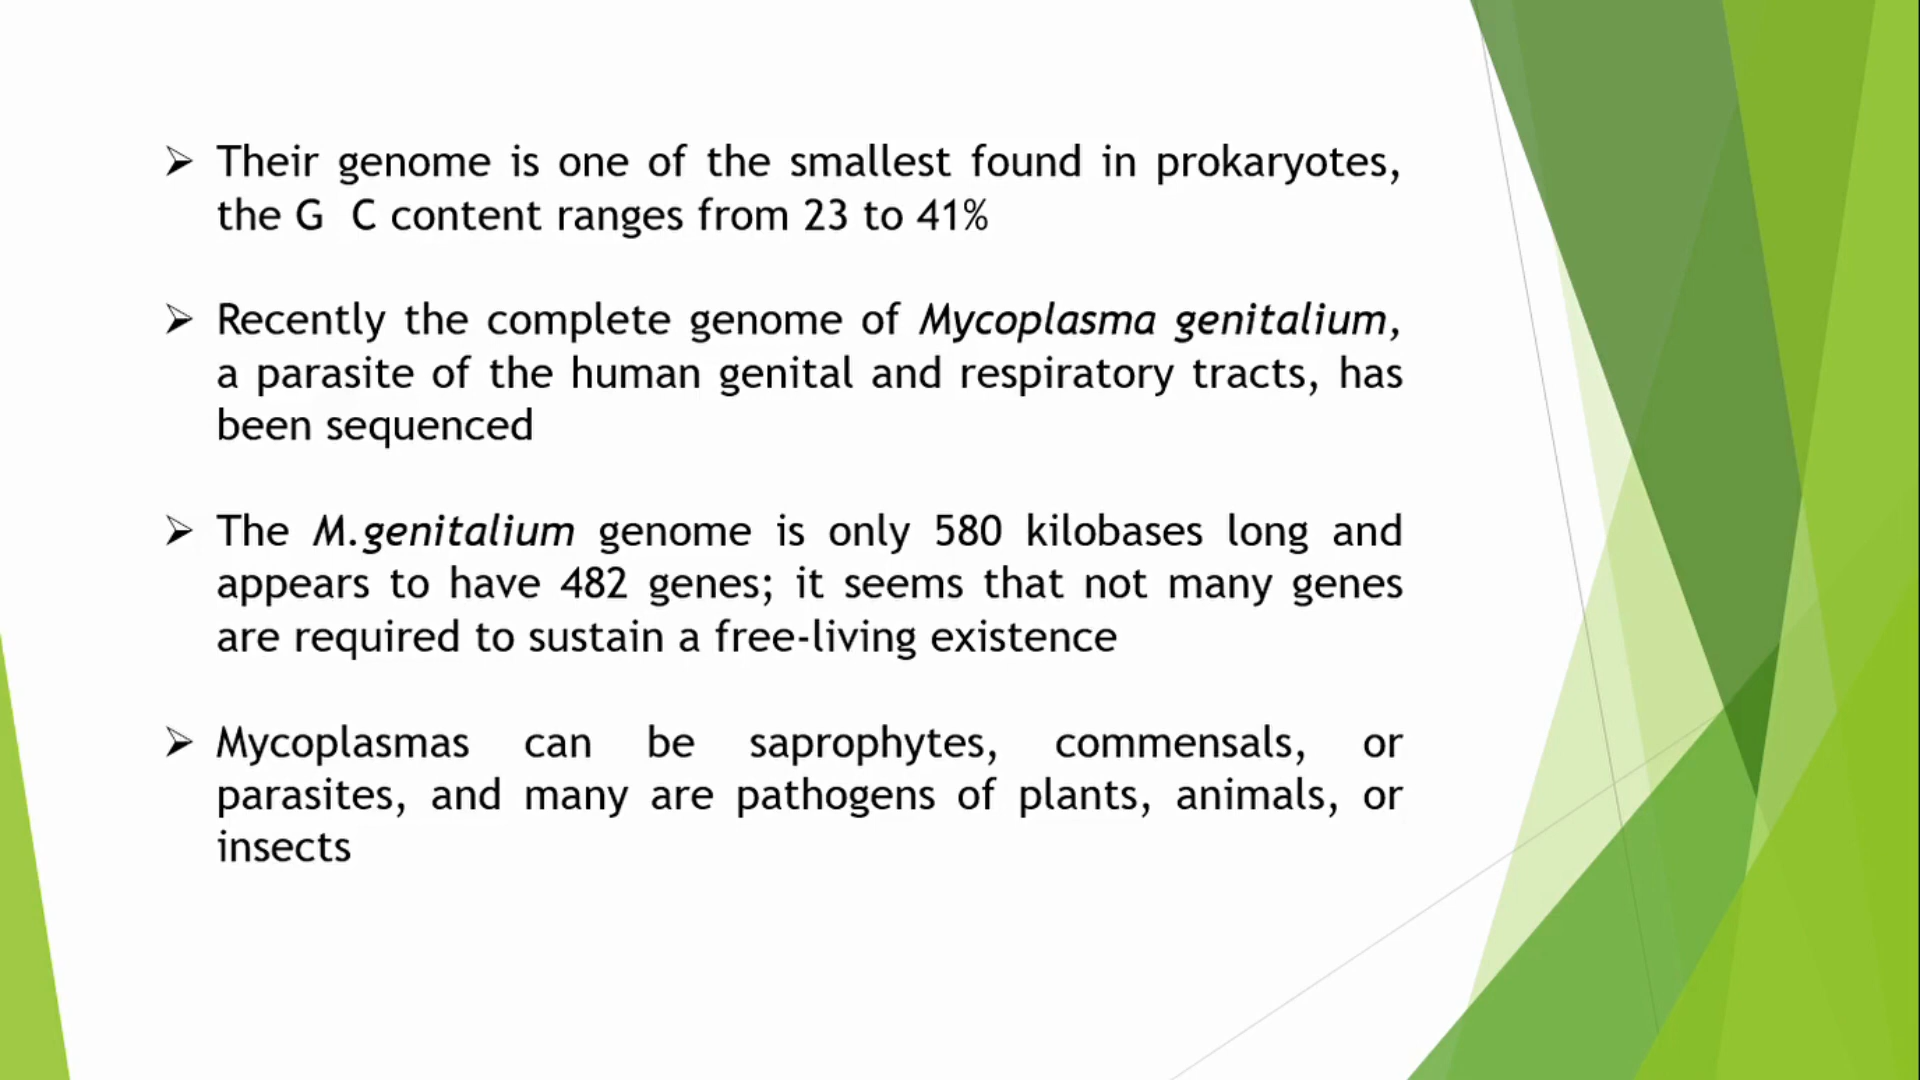 Their genome is one of the smallest found in prokaryotes,
the G C content ranges from 23 to 41%
Recently the complete genome of Mycoplasma genitalium,
a parasite of the human genital and respiratory tracts, has
been sequenced
The M.genitalium genome is only 580 kilobases long and
appears to have 482 genes; it seems that not many genes
are required to sustain a free-living existence
Mycoplasmas can be saprophytes, commensals, or
parasites, and many are pathogens of plants, animals, or
insects